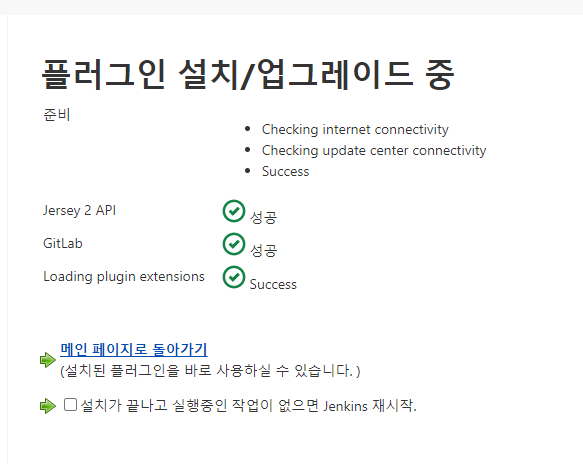 플러그인 설치/업그레이드 중
준비
Checking internet connectivity
Checking update center connectivity
Success
Jersey 2 API 성공
GitLab 성공
Loading plugin extensions Success
메인 페이지로 돌아가기
(설치된 플러그인을 바로 사용하실 수 있습니다. )
설치가 끝나고 실행중인 작업이 없으면 Jenkins 재시작.